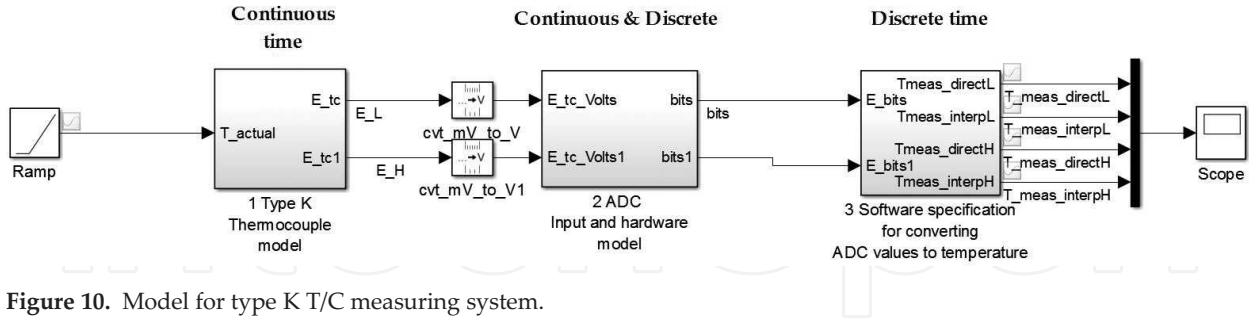 Continuous
time
Continuous & Discrete
Discrete time
Ramp
T_actual
E_tc
E_tc1
1 Type K
Thermocouple
model
E_L
E_H
...→V
cvt_mV_to_V
...→V
cvt_mV_to_V1
E_tc_Volts
E_tc_Volts1
bits
bits1
2 ADC
Input and hardware
model
bits
E_bits
E_bits1
Tmeas_directL
Tmeas_interpL
Tmeas_directH
Tmeas_interpH
3 Software specification
for converting
ADC values to temperature
T_meas_directL
T_meas_interpL
T_meas_directH
T_meas_interpH
Scope
Figure 10. Model for type K T/C measuring system.